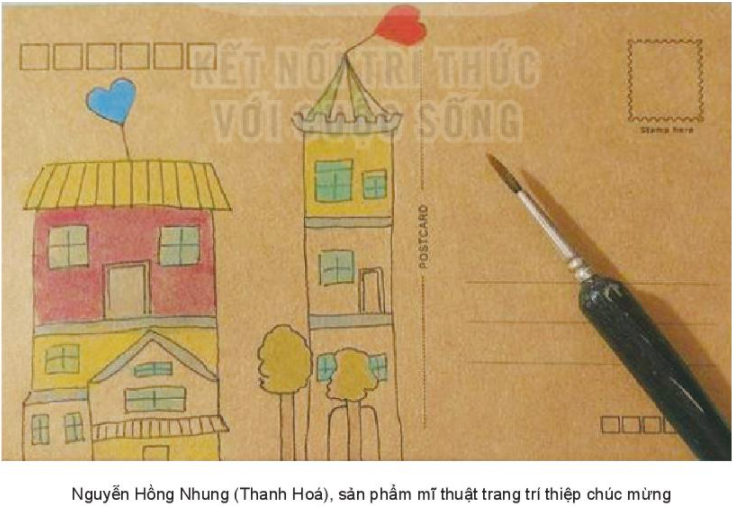 KẾT NỐI TRI THỨC
VỚI CUỘC SỐNG
Stamp here
POSTCARD
Nguyễn Hồng Nhung (Thanh Hoá), sản phẩm mĩ thuật trang trí thiệp chúc mừng